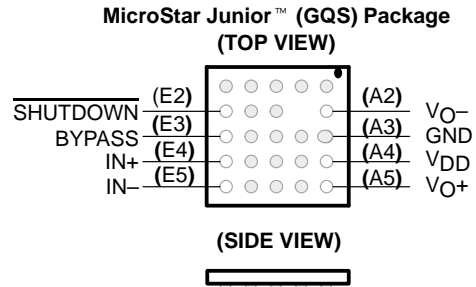 MicroStar Junior™ (GQS) Package
(TOP VIEW)
SHUTDOWN (E2) (A2) VO–
BYPASS (E3) (A3) GND
IN+ (E4) (A4) VDD
IN– (E5) (A5) VO+
(SIDE VIEW)